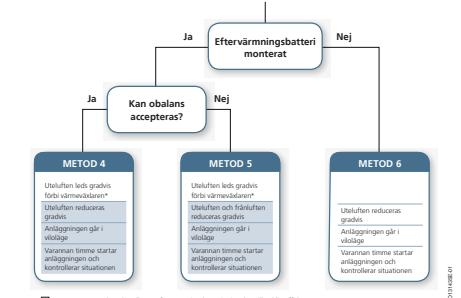 Ja
Eftervärmningsbatteri
monterat
Nej
Ja
Kan obalans
accepteras?
Nej
METOD 4
Uteluften leds gradvis
förbi värmeväxlaren*
Uteluften reduceras
gradvis
Anläggningen går i
viloläge
Varannan timme startar
anläggningen och
kontrollerar situationen
METOD 5
Uteluften leds gradvis
förbi värmeväxlaren*
Uteluften och frånluften
reduceras gradvis
Anläggningen går i
viloläge
Varannan timme startar
anläggningen och
kontrollerar situationen
METOD 6
Uteluften reduceras
gradvis
Anläggningen går i
viloläge
Varannan timme startar
anläggningen och
kontrollerar situationen